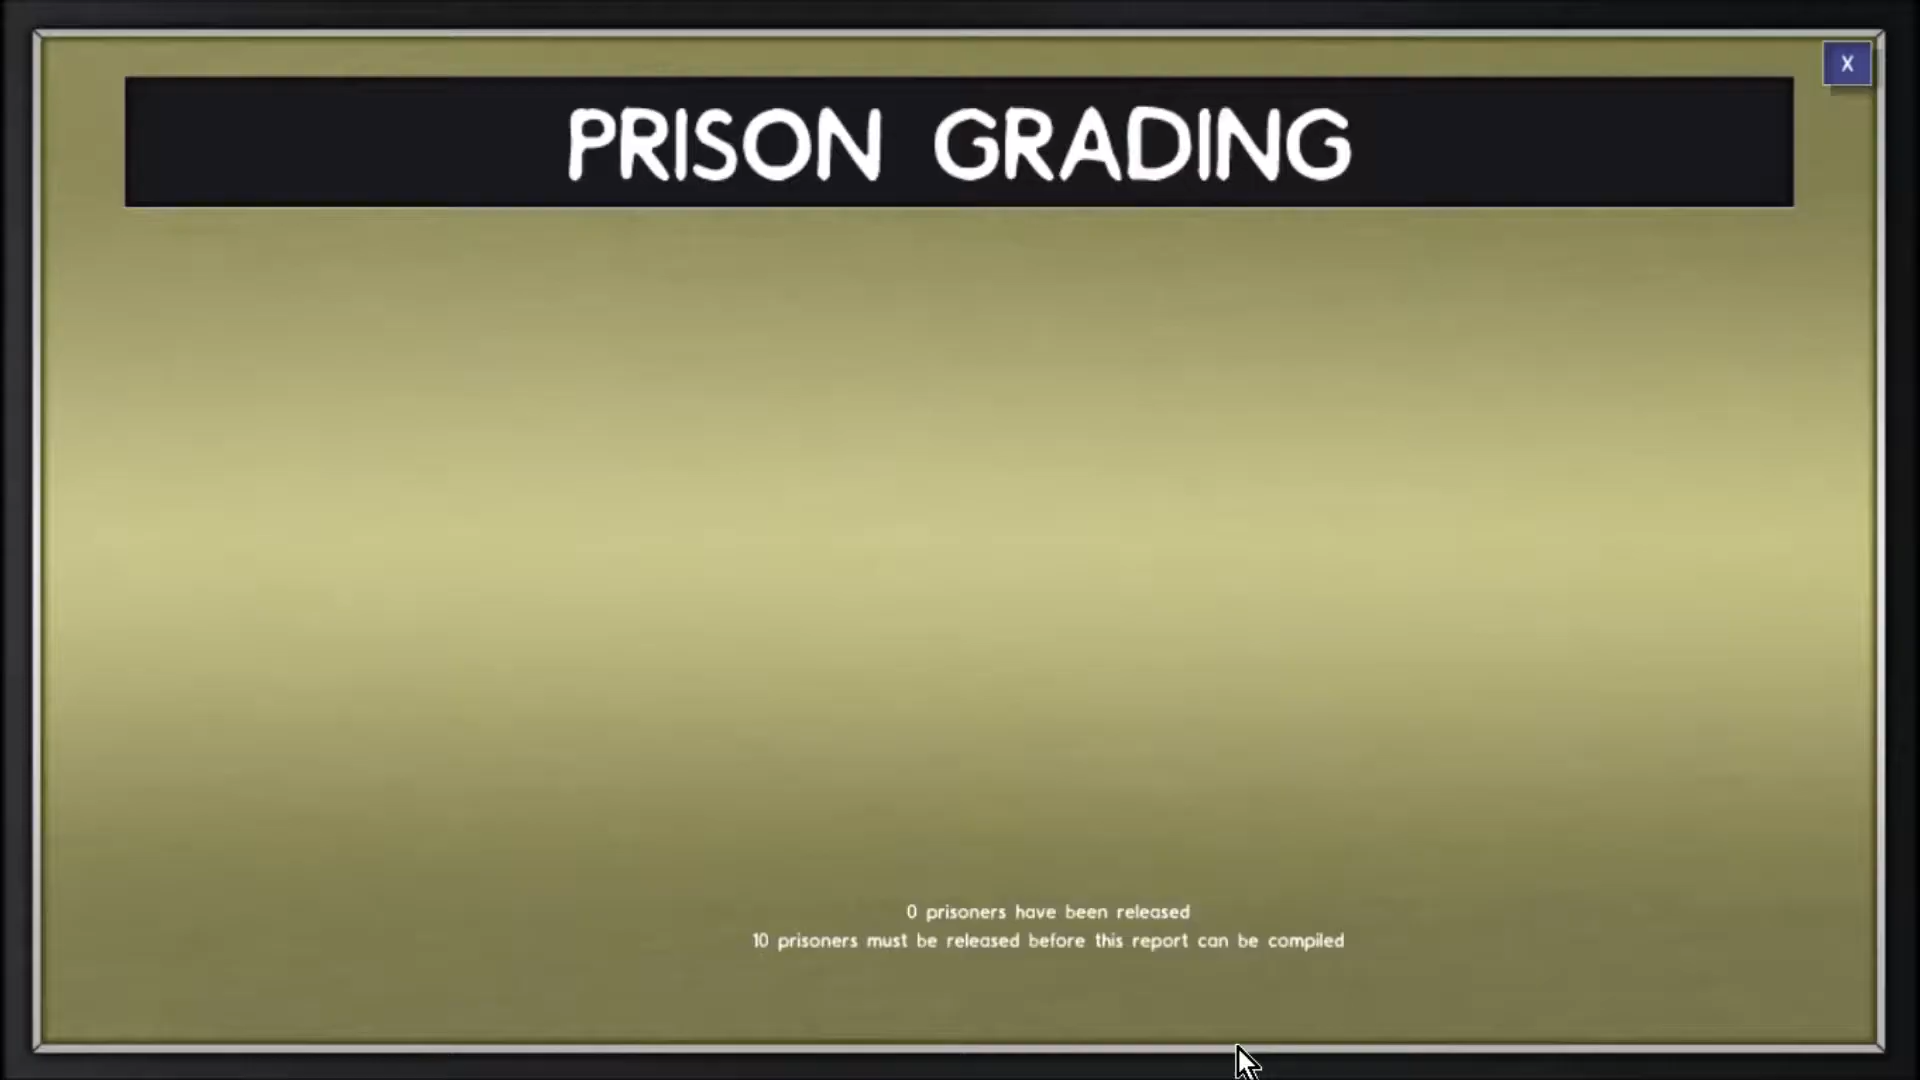 X
PRISON GRADING
0 prisoners have been released
10 prisoners must be released before this report can be compiled